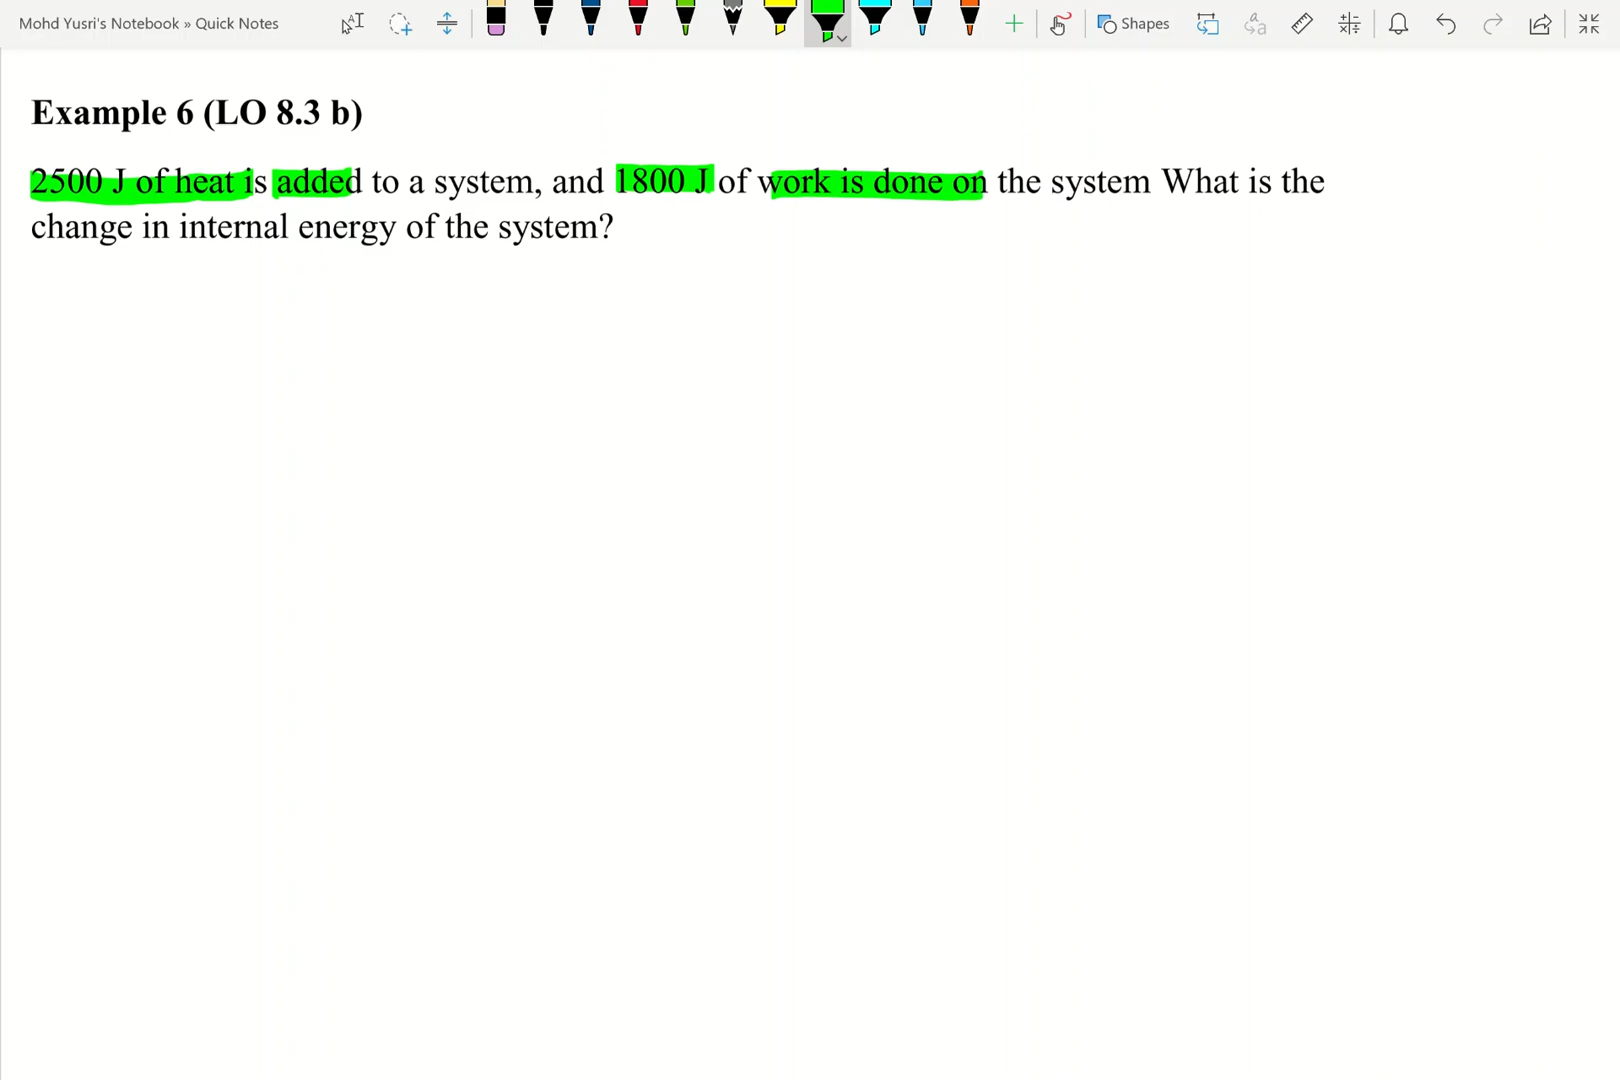 Mohd Yusri's Notebook » Quick Notes
Shapes
Example 6 (LO 8.3 b)
2500 J of heat is added to a system, and 1800 J of work is done on the system What is the
change in internal energy of the system?